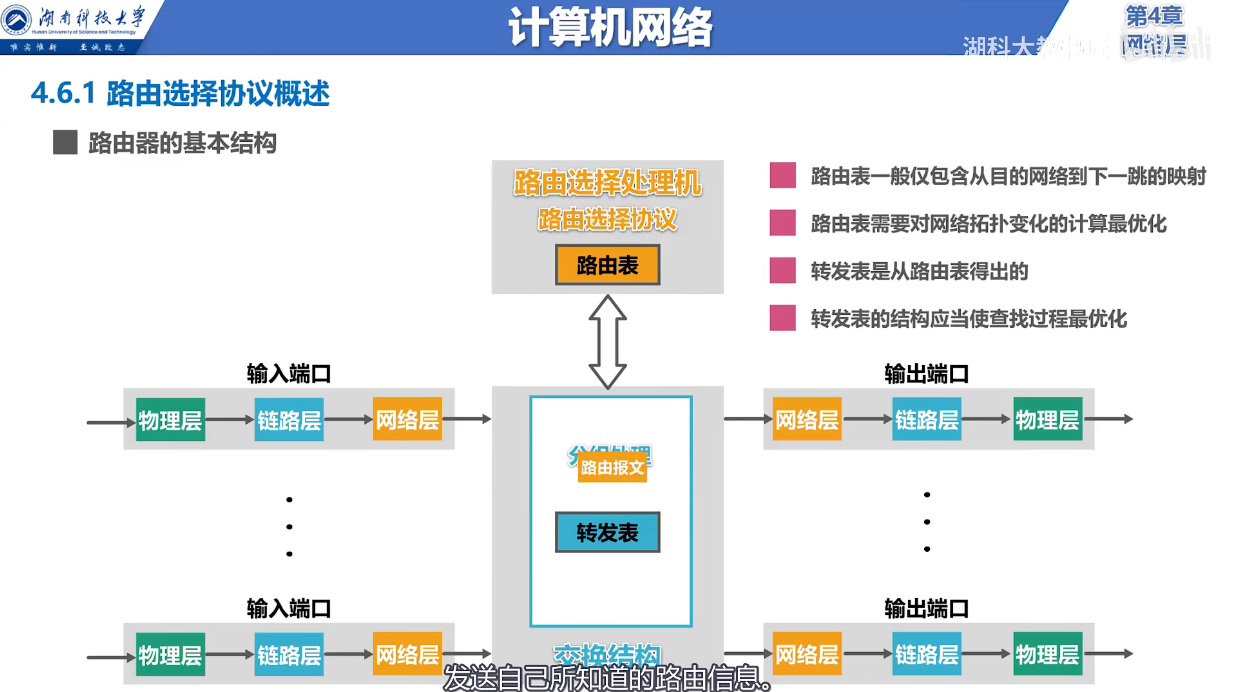 湖南科技大学
Hunan University of Science and Technology
唯实惟新 至诚致志
计算机网络
第4章
网络层
湖科大教书匠
bilibili
4.6.1 路由选择协议概述
路由器的基本结构
路由选择处理机
路由选择协议
路由表
路由表一般仅包含从目的网络到下一跳的映射
路由表需要对网络拓扑变化的计算最优化
转发表是从路由表得出的
转发表的结构应当使查找过程最优化
输入端口
物理层 链路层 网络层
输出端口
网络层 链路层 物理层
分组处理
路由报文
转发表
输入端口
物理层 链路层 网络层
输出端口
网络层 链路层 物理层
交换结构
发送自己所知道的路由信息。